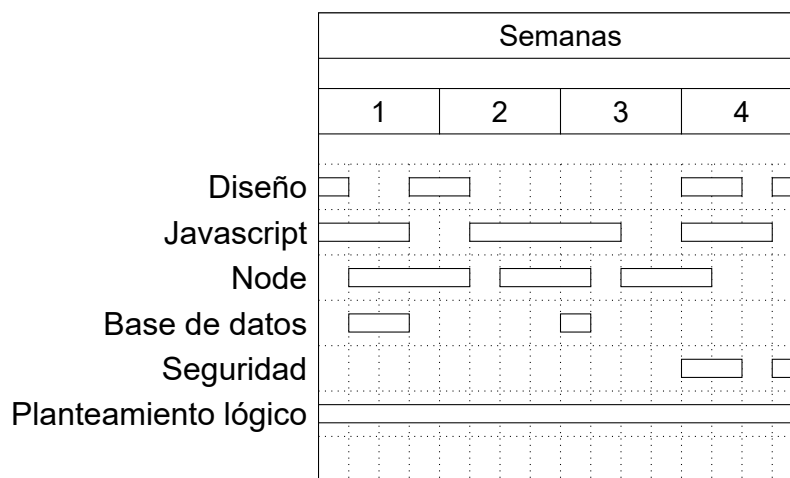 Semanas
1 2 3 4
Diseño
Javascript
Node
Base de datos
Seguridad
Planteamiento lógico